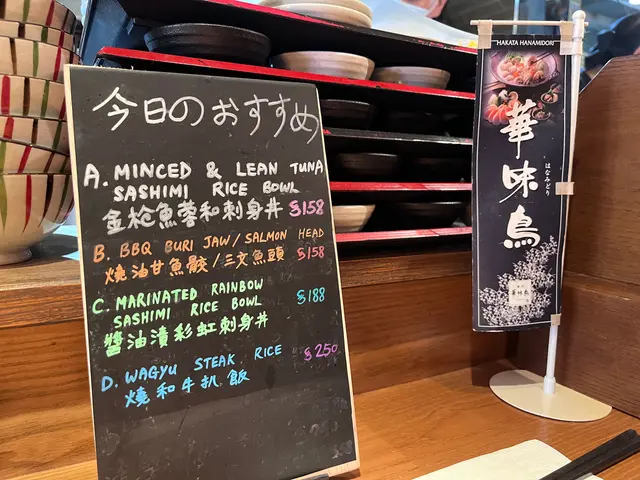 今日のおすすめ
A. MINCED & LEAN TUNA
SASHIMI RICE BOWL
金枪魚蓉和刺身丼 $158
B. BBQ BURI JAW/SALMON HEAD
燒油甘魚骹/三文魚頭 $158
C. MARINATED RAINBOW
SASHIMI RICE BOWL $188
醬油漬彩虹刺身丼
D. WAGYU STEAK RICE $250
燒和牛扒飯
HAKATA HANAMIDORI
華味鳥
はなみどり